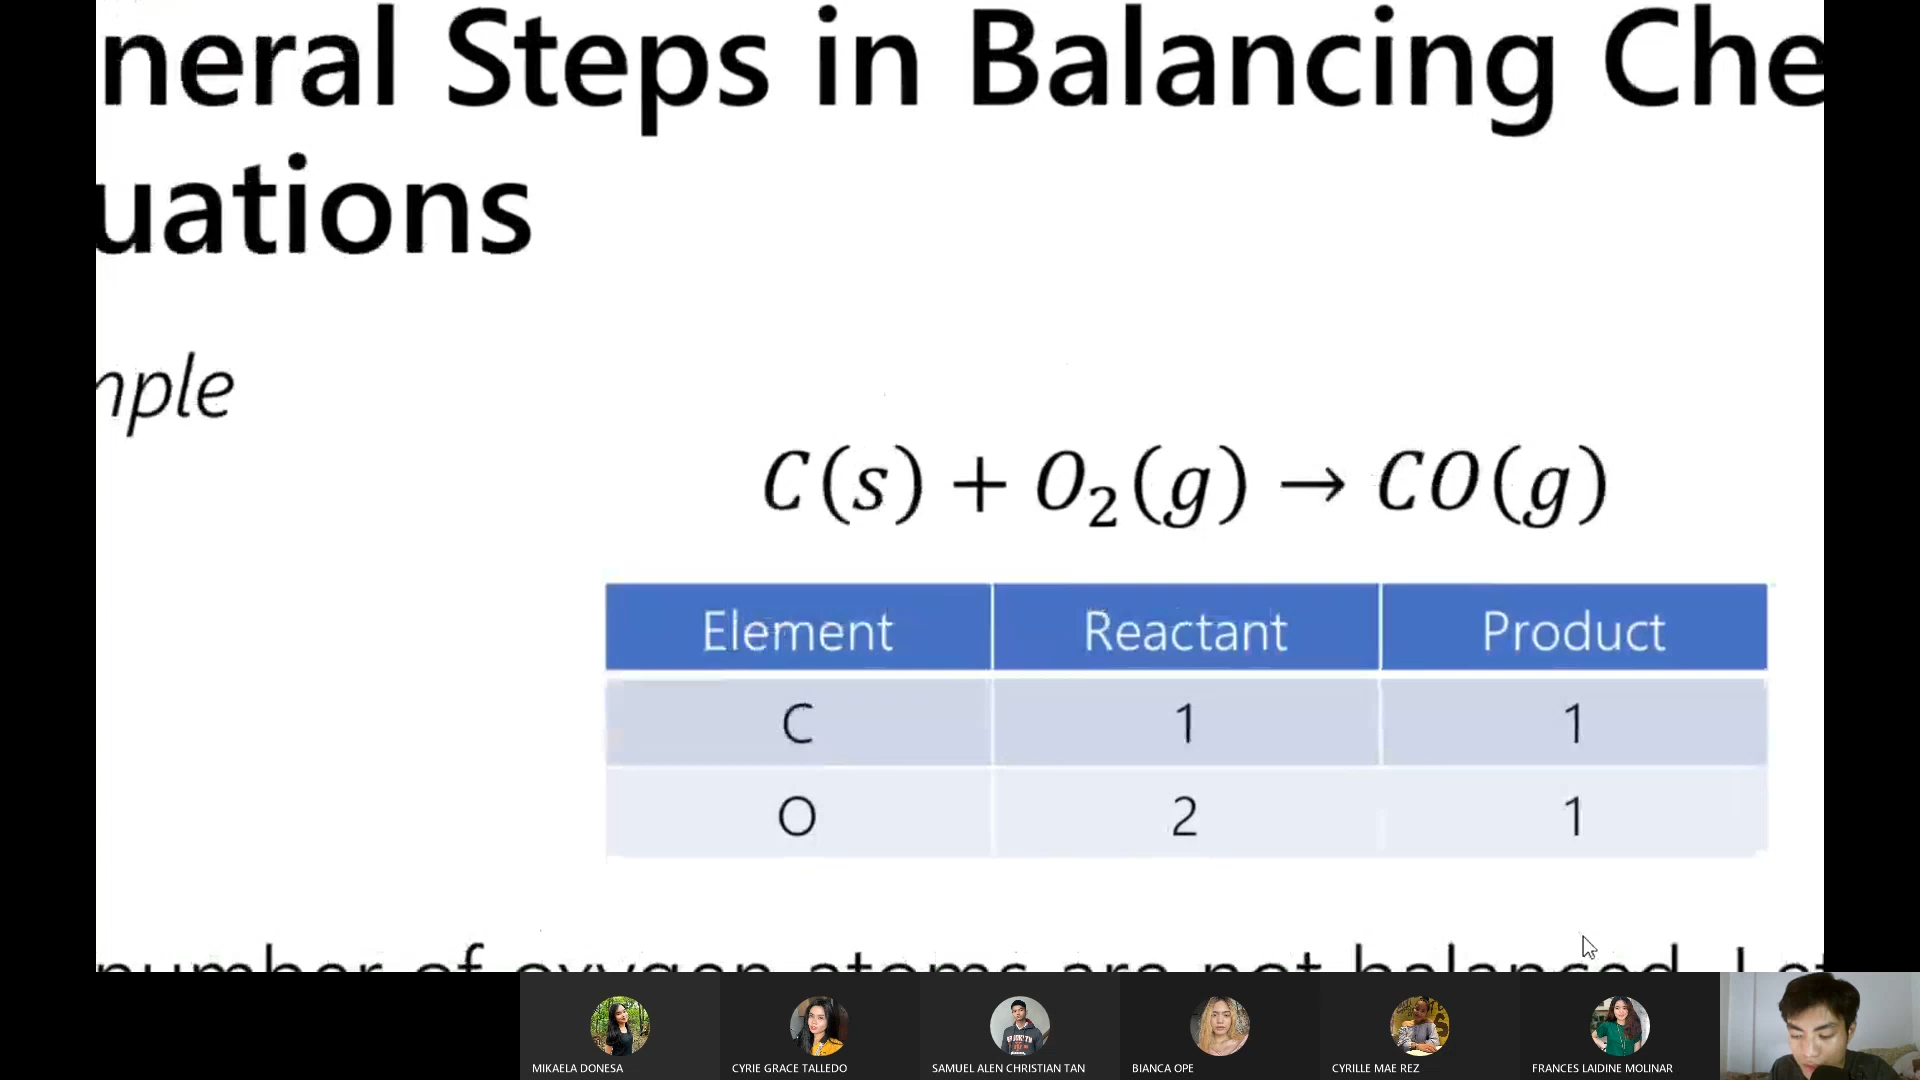 neral Steps in Balancing Che
uations
mple
C(s) + O₂(g) → CO(g)
Element Reactant Product
C 1 1
O 2 1
number of oxygen atoms are not balanced. Let
MIKAELA DONESA CYRIE GRACE TALLEDO SAMUEL ALEN CHRISTIAN TAN BIANCA OPE CYRILLE MAE REZ FRANCES LAIDINE MOLINAR